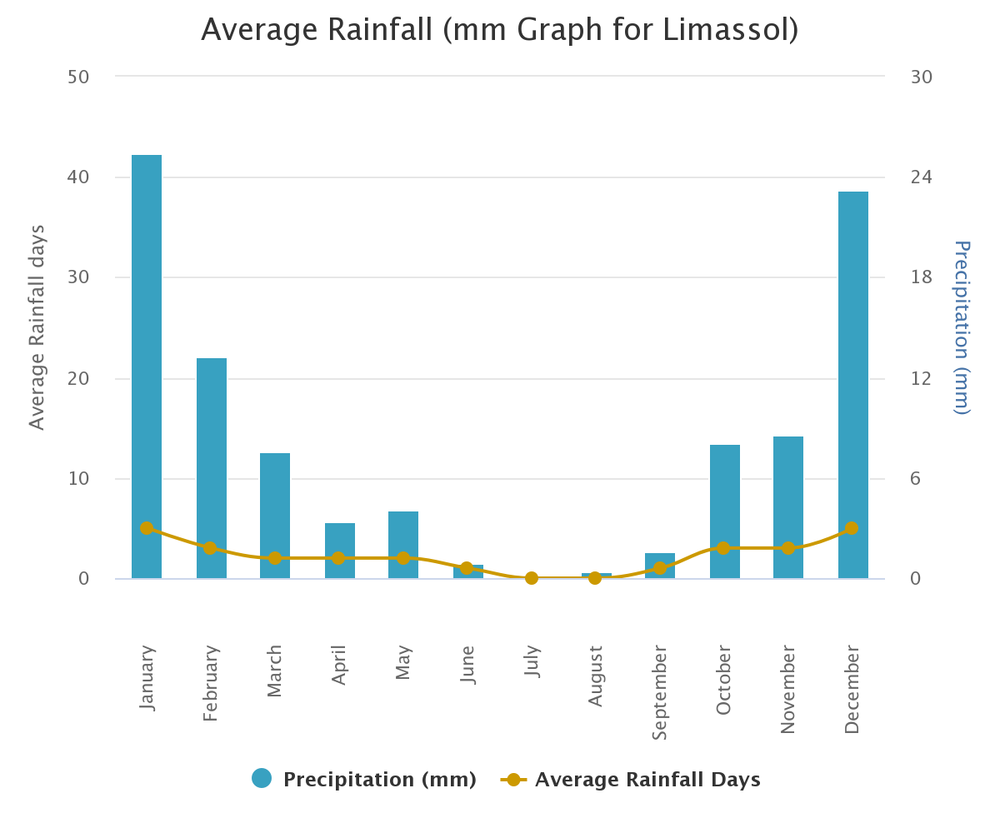 Average Rainfall (mm Graph for Limassol)
50
40
30
20
10
0
Average Rainfall days
30
24
18
12
6
0
Precipitation (mm)
January
February
March
April
May
June
July
August
September
October
November
December
Precipitation (mm)
Average Rainfall Days